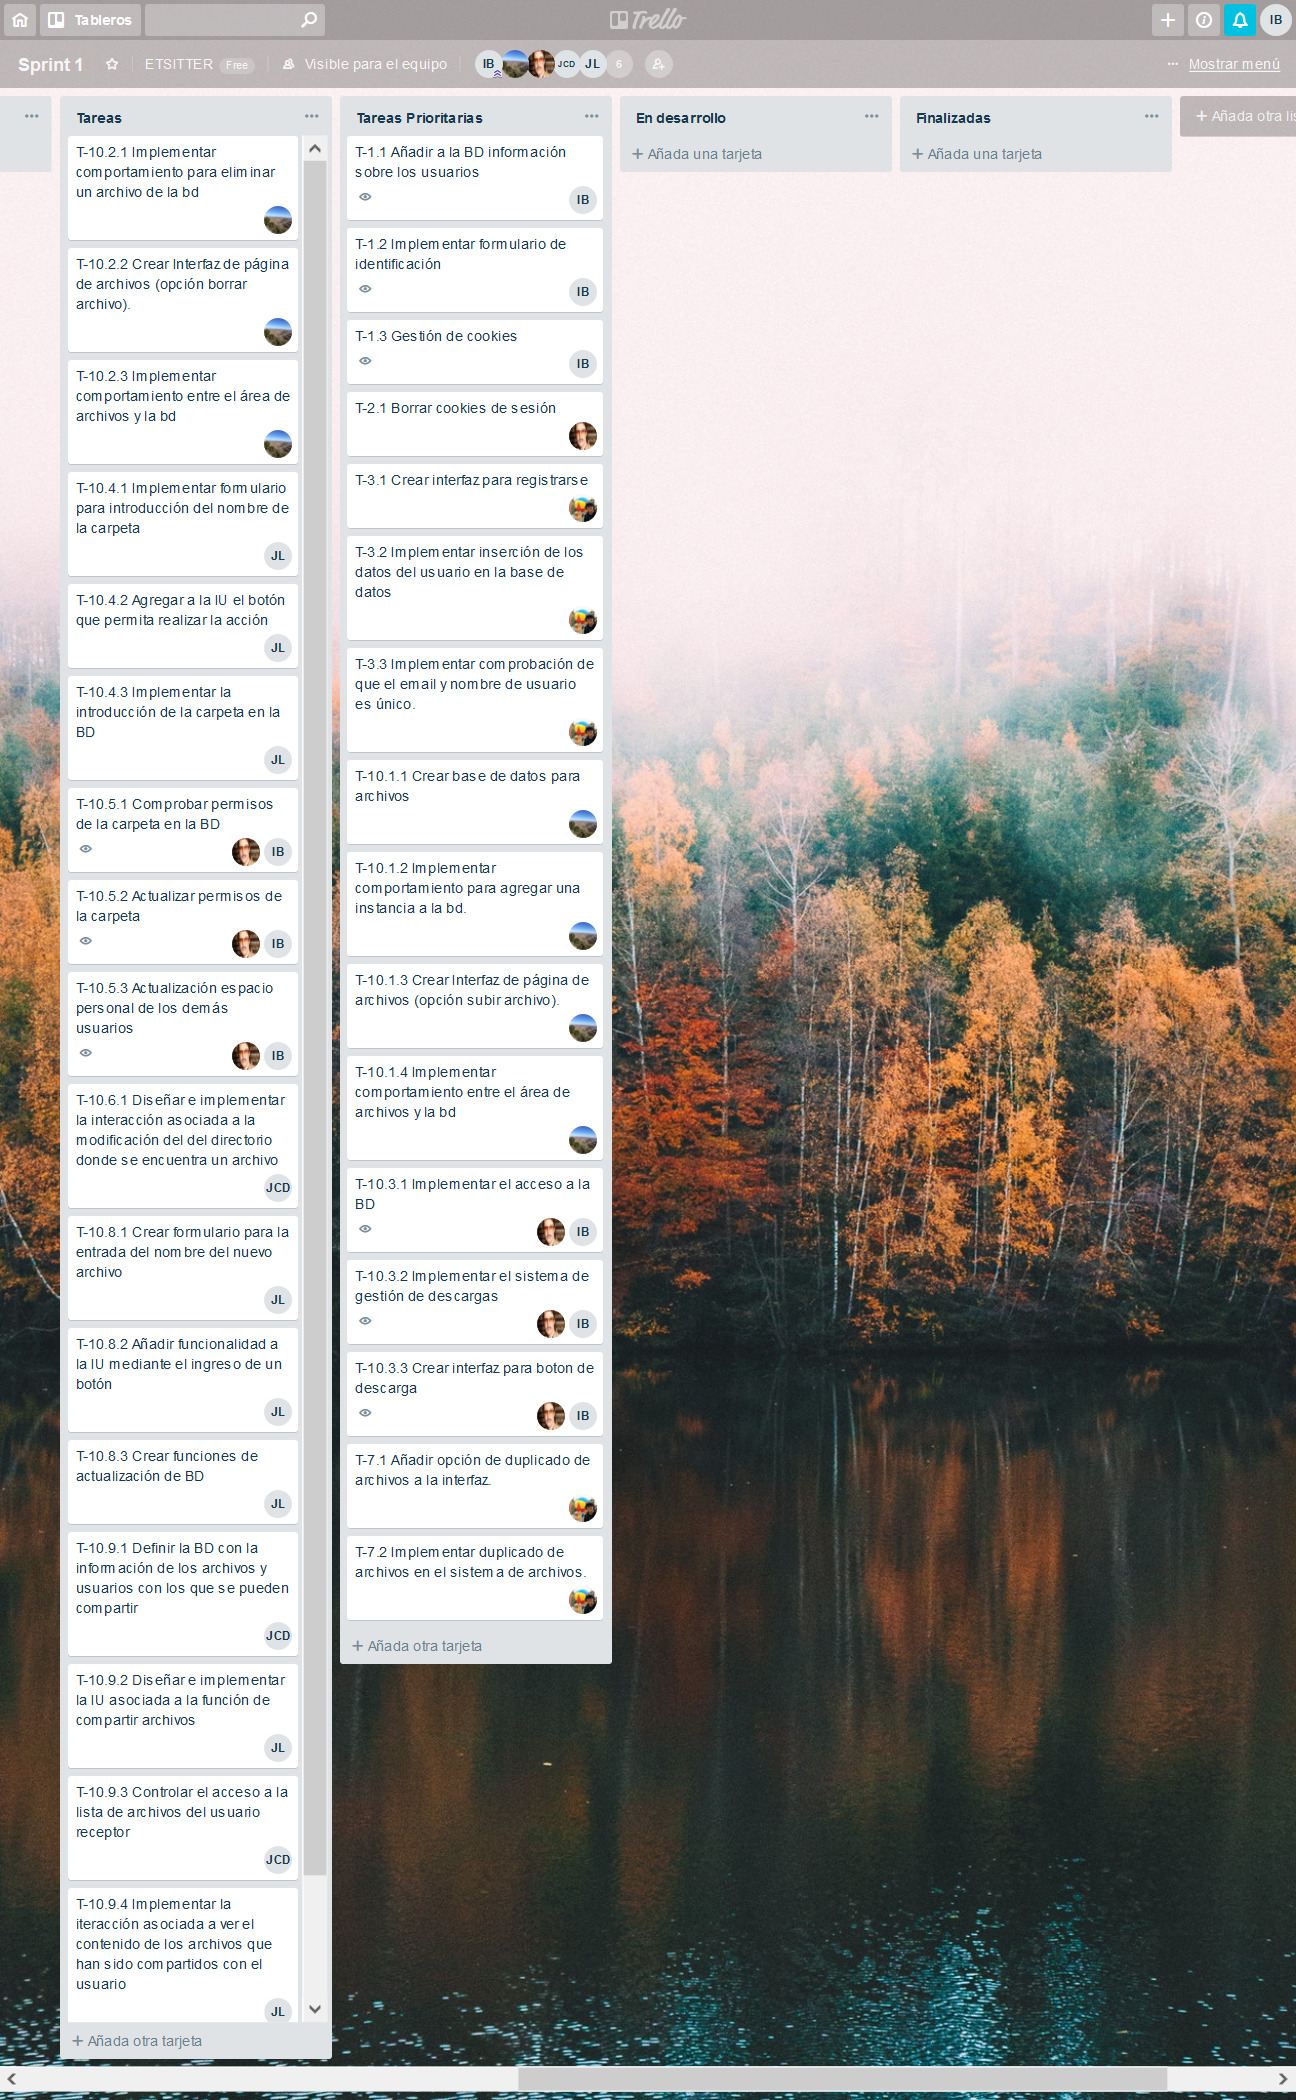 Tableros
Trello
IB
Sprint 1
ETSITTER
Free
Visible para el equipo
IB
JCD
JL
6
Mostrar menú
Tareas
T-10.2.1 Implementar
comportamiento para eliminar
un archivo de la bd
T-10.2.2 Crear Interfaz de página
de archivos (opción borrar
archivo).
T-10.2.3 Implementar
comportamiento entre el área de
archivos y la bd
T-10.4.1 Implementar formulario
para introducción del nombre de
la carpeta
JL
T-10.4.2 Agregar a la IU el botón
que permita realizar la acción
JL
T-10.4.3 Implementar la
introducción de la carpeta en la
BD
JL
T-10.5.1 Comprobar permisos
de la carpeta en la BD
IB
T-10.5.2 Actualizar permisos de
la carpeta
IB
T-10.5.3 Actualización espacio
personal de los demás
usuarios
IB
T-10.6.1 Diseñar e implementar
la interacción asociada a la
modificación del del directorio
donde se encuentra un archivo
JCD
T-10.8.1 Crear formulario para la
entrada del nombre del nuevo
archivo
JL
T-10.8.2 Añadir funcionalidad a
la IU mediante el ingreso de un
botón
JL
T-10.8.3 Crear funciones de
actualización de BD
JL
T-10.9.1 Definir la BD con la
información de los archivos y
usuarios con los que se pueden
compartir
JCD
T-10.9.2 Diseñar e implementar
la IU asociada a la función de
compartir archivos
JL
T-10.9.3 Controlar el acceso a la
lista de archivos del usuario
receptor
JCD
T-10.9.4 Implementar la
iteracción asociada a ver el
contenido de los archivos que
han sido compartidos con el
usuario
JL
+ Añada otra tarjeta
Tareas Prioritarias
T-1.1 Añadir a la BD información
sobre los usuarios
IB
T-1.2 Implementar formulario de
identificación
IB
T-1.3 Gestión de cookies
IB
T-2.1 Borrar cookies de sesión
T-3.1 Crear interfaz para registrarse
T-3.2 Implementar inserción de los
datos del usuario en la base de
datos
T-3.3 Implementar comprobación de
que el email y nombre de usuario
es único.
T-10.1.1 Crear base de datos para
archivos
T-10.1.2 Implementar
comportamiento para agregar una
instancia a la bd.
T-10.1.3 Crear Interfaz de página de
archivos (opción subir archivo).
T-10.1.4 Implementar
comportamiento entre el área de
archivos y la bd
T-10.3.1 Implementar el acceso a la
BD
IB
T-10.3.2 Implementar el sistema de
gestión de descargas
IB
T-10.3.3 Crear interfaz para boton de
descarga
IB
T-7.1 Añadir opción de duplicado de
archivos a la interfaz.
T-7.2 Implementar duplicado de
archivos en el sistema de archivos.
+ Añada otra tarjeta
En desarrollo
+ Añada una tarjeta
Finalizadas
+ Añada una tarjeta
+ Añada otra lis